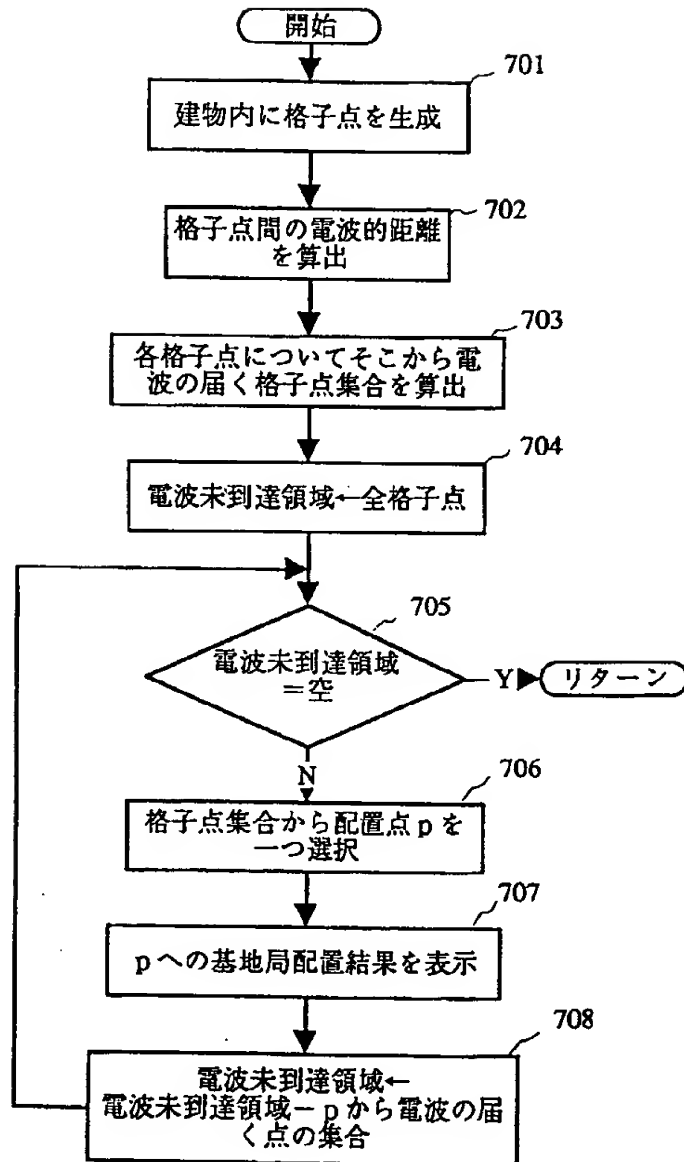 開始
701
建物内に格子点を生成
702
格子点間の電波的距離
を算出
703
各格子点についてそこから電
波の届く格子点集合を算出
704
電波未到達領域←全格子点
705
電波未到達領域
＝空
Y
リターン
N
706
格子点集合から配置点pを
一つ選択
707
pへの基地局配置結果を表示
708
電波未到達領域←
電波未到達領域－pから電波の届
く点の集合